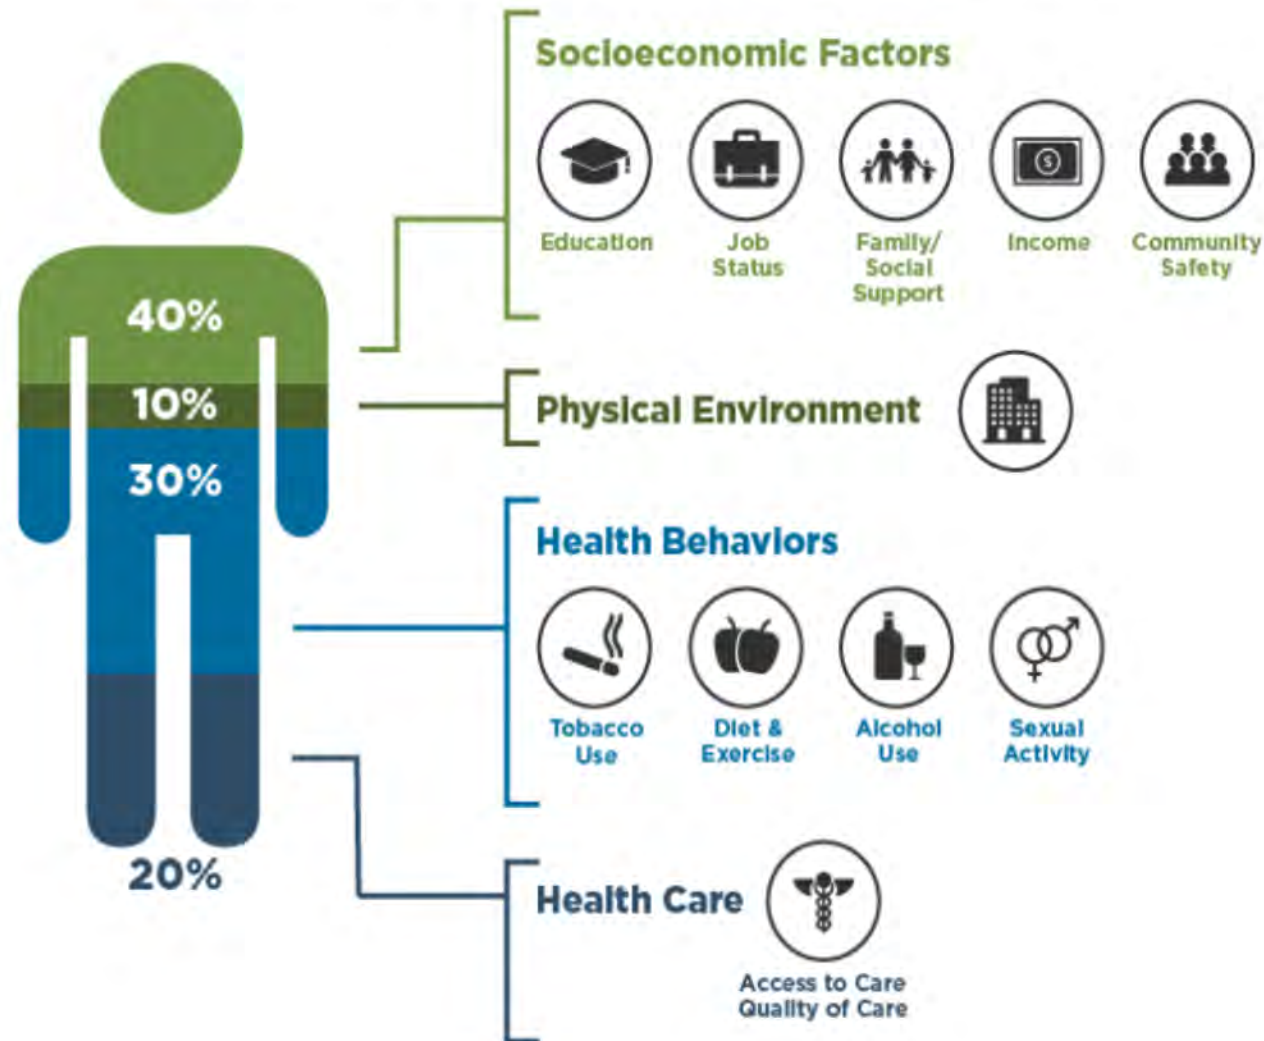 Socioeconomic Factors
Education
Job
Status
Family/
Social
Support
Income
Community
Safety
40%
10%
Physical Environment
30%
Health Behaviors
Tobacco
Use
Diet &
Exercise
Alcohol
Use
Sexual
Activity
20%
Health Care
Access to Care
Quality of Care